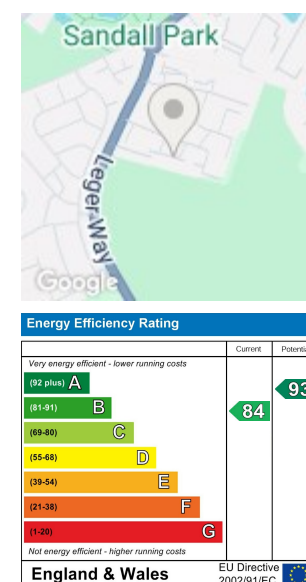 Sandall Park
Leger Way
Google
Energy Efficiency Rating
Current
Very energy efficient - lower running costs
(92 plus) A
93
(81-91) B
84
(69-80) C
(55-68) D
(39-54) E
(21-38) F
(1-20) G
Not energy efficient - higher running costs
England & Wales
EU Directive
2002/91/EC